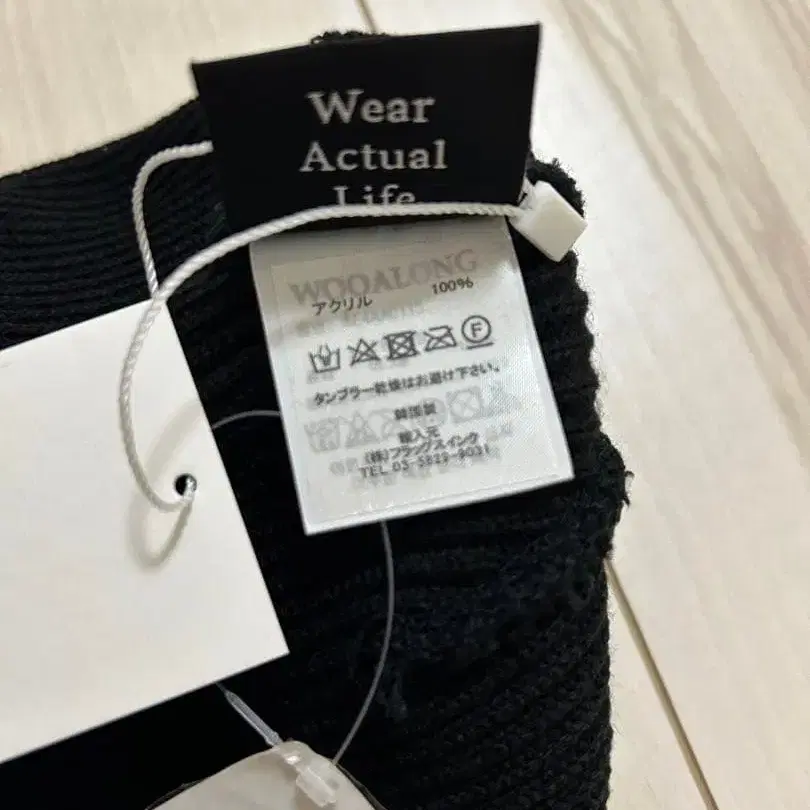 Wear
Actual
Life
WOOALONG
アクリル 100%
F
タンブラー乾燥はお避け下さい。
韓国製
輸入元
(株)フラッグスインク
TEL 03-5829-9031